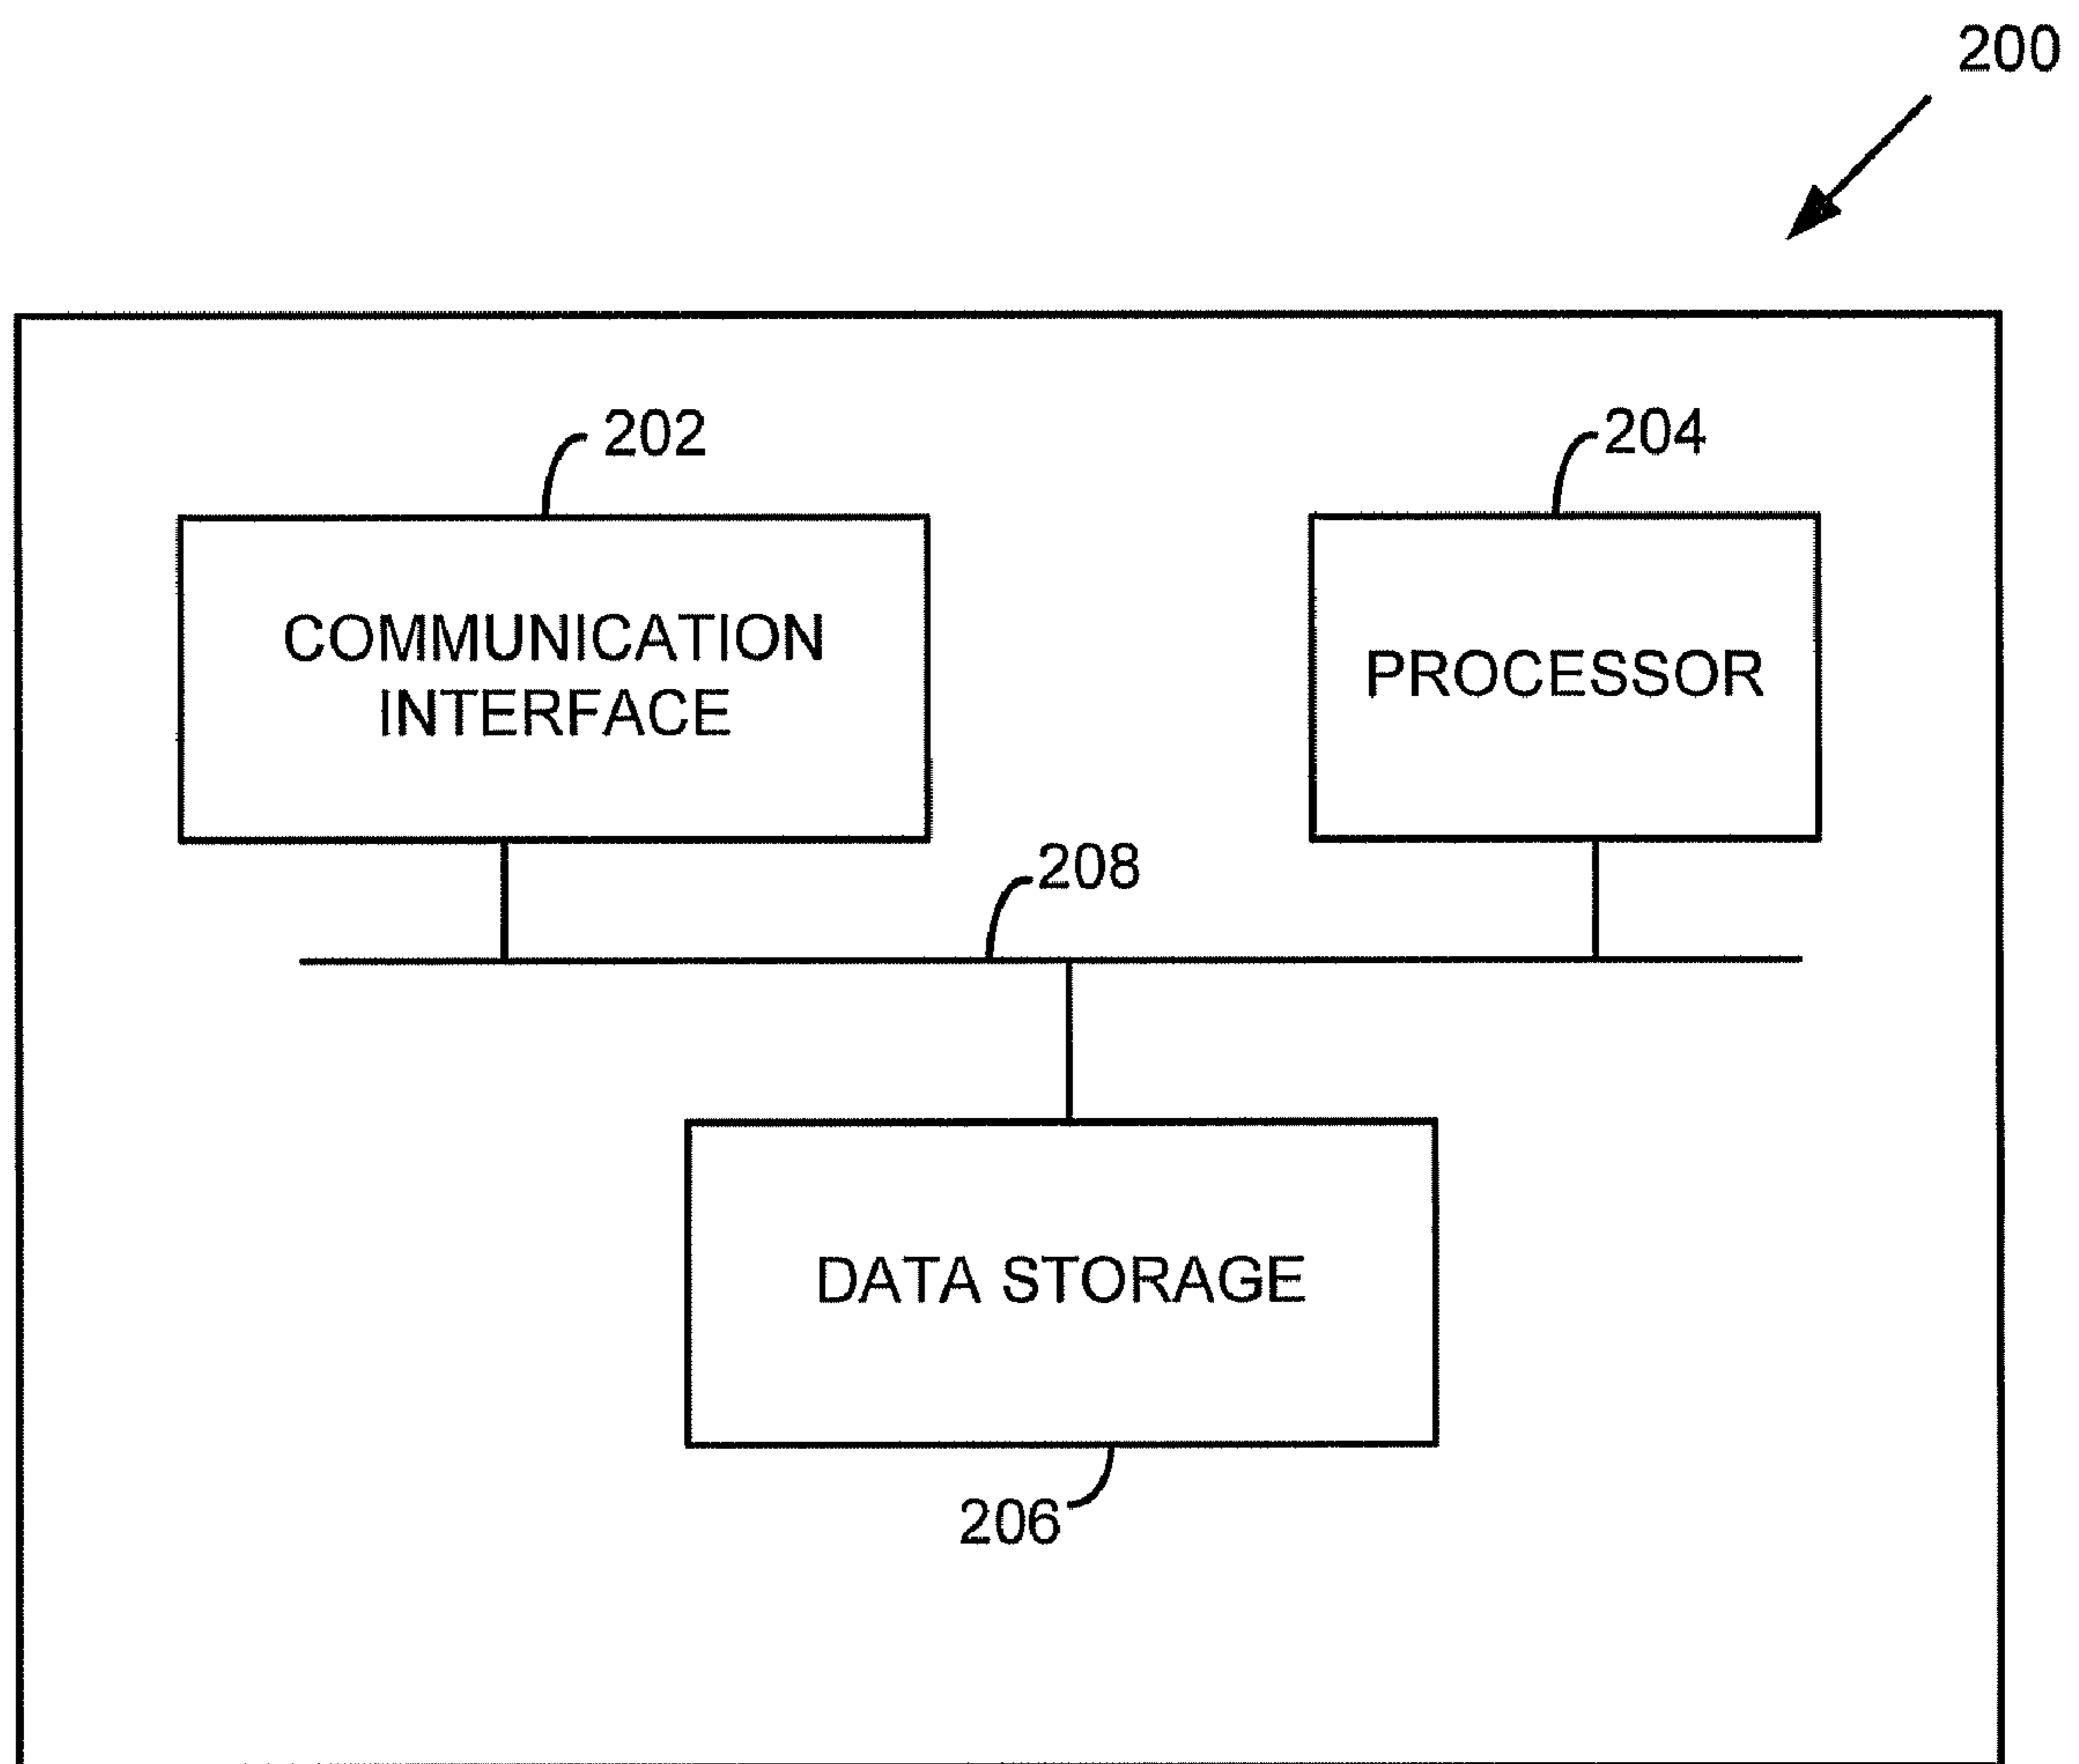 200
202
204
COMMUNICATION
INTERFACE
PROCESSOR
208
DATA STORAGE
206